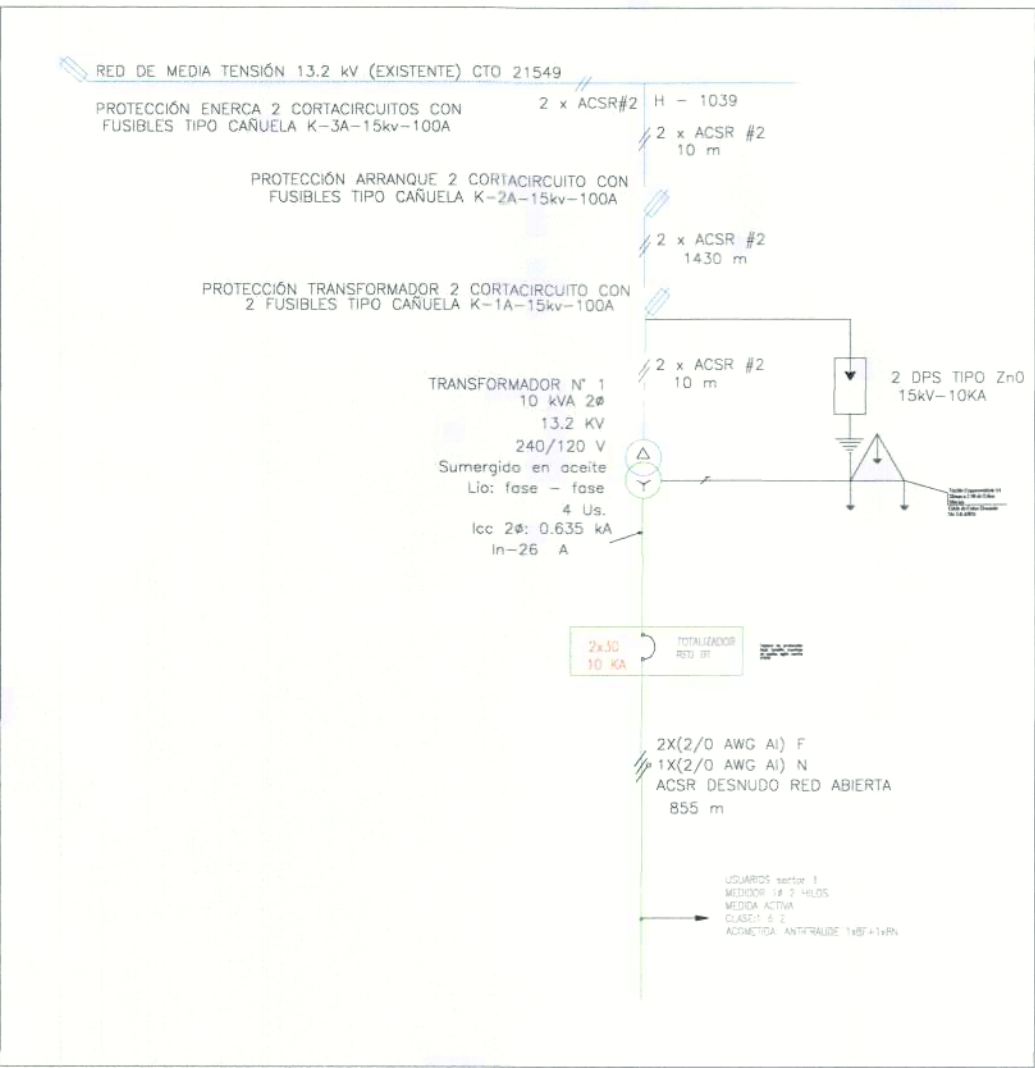 RED DE MEDIA TENSIÓN 13.2 kV (EXISTENTE) CTO 21549
2 x ACSR#2
H - 1039
PROTECCIÓN ENERCA 2 CORTACIRCUITOS CON
FUSIBLES TIPO CAÑUELA K-3A-15kv-100A
2 x ACSR #2
10 m
PROTECCIÓN ARRANQUE 2 CORTACIRCUITO CON
FUSIBLES TIPO CAÑUELA K-2A-15kv-100A
2 x ACSR #2
1430 m
PROTECCIÓN TRANSFORMADOR 2 CORTACIRCUITO CON
2 FUSIBLES TIPO CAÑUELA K-1A-15kv-100A
2 x ACSR #2
10 m
2 DPS TIPO ZnO
15kV-10KA
TRANSFORMADOR N° 1
10 kVA 2ø
13.2 KV
240/120 V
Sumergido en aceite
Lio: fase - fase
4 Us.
Icc 2ø: 0.635 kA
In-26 A
2x30
10 KA
TOTALIZADOR
RED BT
2X(2/0 AWG Al) F
1X(2/0 AWG Al) N
ACSR DESNUDO RED ABIERTA
855 m
USUARIOS sector 1
MEDIDOR 1ø 2 HILOS
MEDIDA ACTIVA
CLASE:1 ó 2
ACOMETIDA: ANTIFRAUDE 1x8F+1x8N